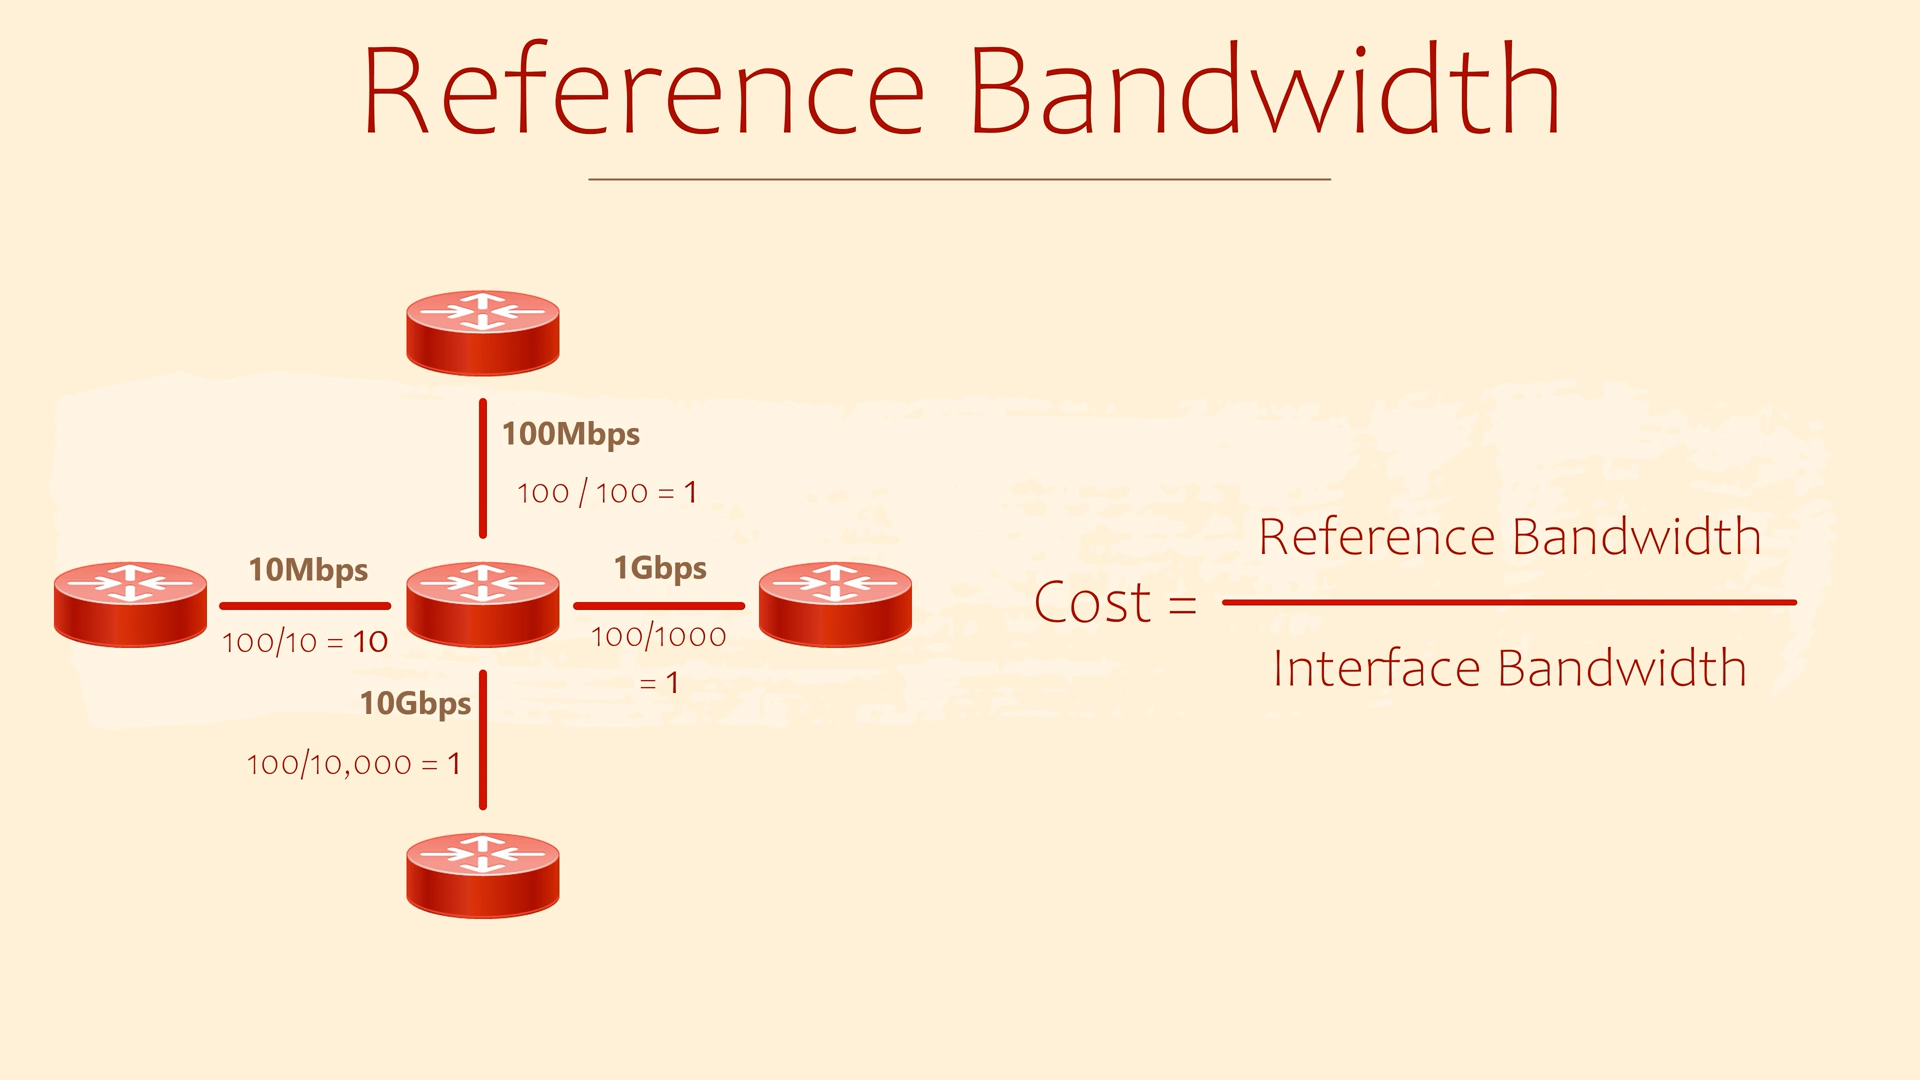 Reference Bandwidth
100Mbps
100 / 100 = 1
10Mbps
100/10 = 10
1Gbps
100/1000
= 1
10Gbps
100/10,000 = 1
Cost =
Reference Bandwidth
Interface Bandwidth